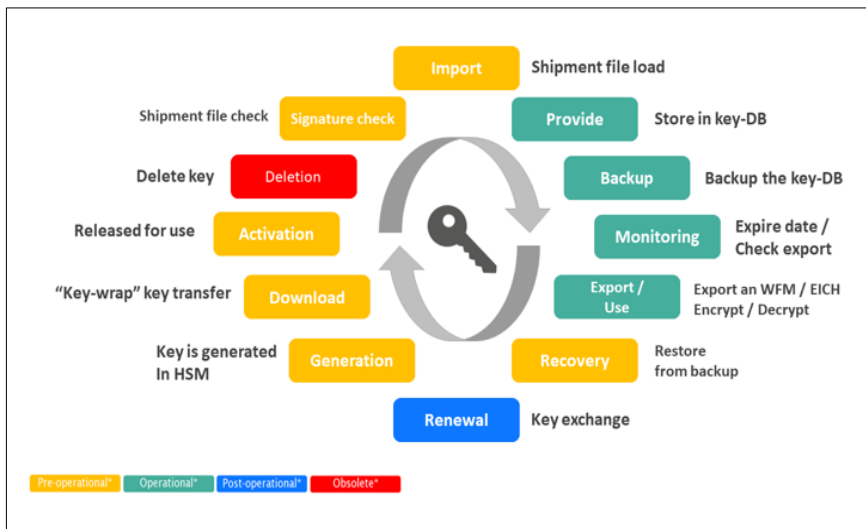 Import
Shipment file load
Shipment file check
Signature check
Provide
Store in key-DB
Delete key
Deletion
Backup
Backup the key-DB
Released for use
Activation
Monitoring
Expire date /
Check export
“Key-wrap” key transfer
Download
Export /
Use
Export an WFM / EICH
Encrypt / Decrypt
Key is generated
In HSM
Generation
Recovery
Restore
from backup
Renewal
Key exchange
Pre-operational*
Operational*
Post-operational*
Obsolete*